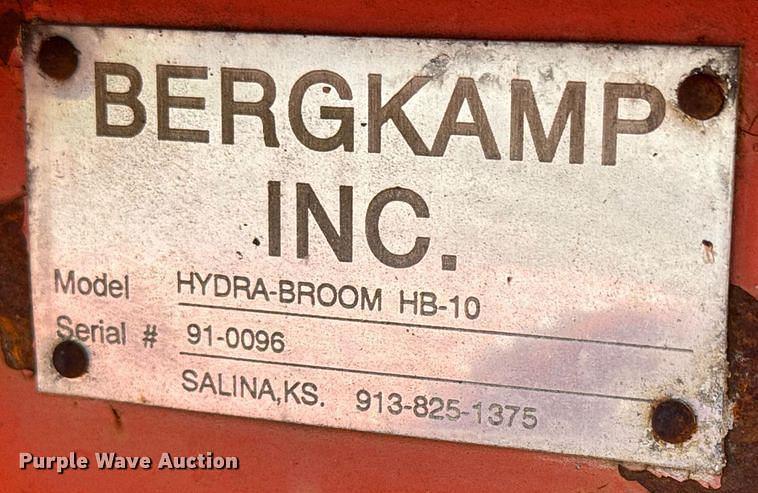 BERGKAMP
INC.
Model HYDRA-BROOM HB-10
Serial # 91-0096
SALINA,KS. 913-825-1375
Purple Wave Auction